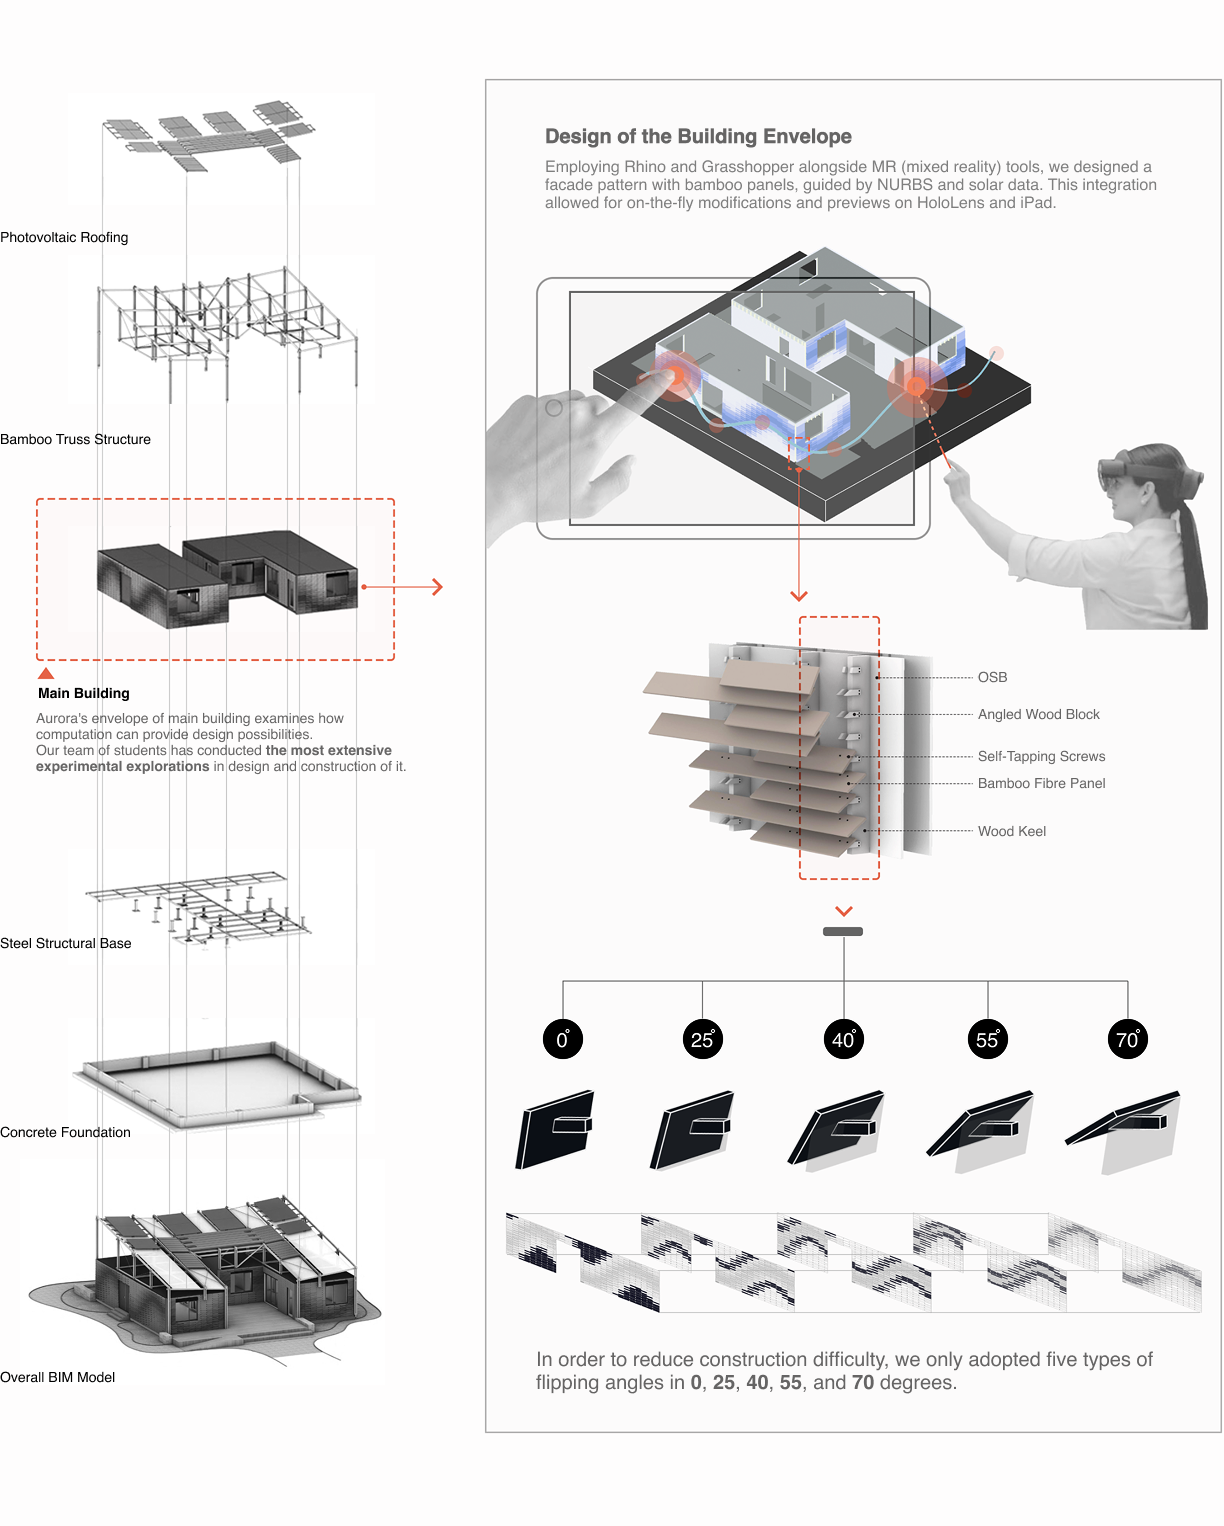 Photovoltaic Roofing
Bamboo Truss Structure
Main Building
Aurora's envelope of main building examines how
computation can provide design possibilities.
Our team of students has conducted the most extensive
experimental explorations in design and construction of it.
Steel Structural Base
Concrete Foundation
Overall BIM Model
Design of the Building Envelope
Employing Rhino and Grasshopper alongside MR (mixed reality) tools, we designed a
facade pattern with bamboo panels, guided by NURBS and solar data. This integration
allowed for on-the-fly modifications and previews on HoloLens and iPad.
OSB
Angled Wood Block
Self-Tapping Screws
Bamboo Fibre Panel
Wood Keel
0° 25° 40° 55° 70°
In order to reduce construction difficulty, we only adopted five types of
flipping angles in 0, 25, 40, 55, and 70 degrees.